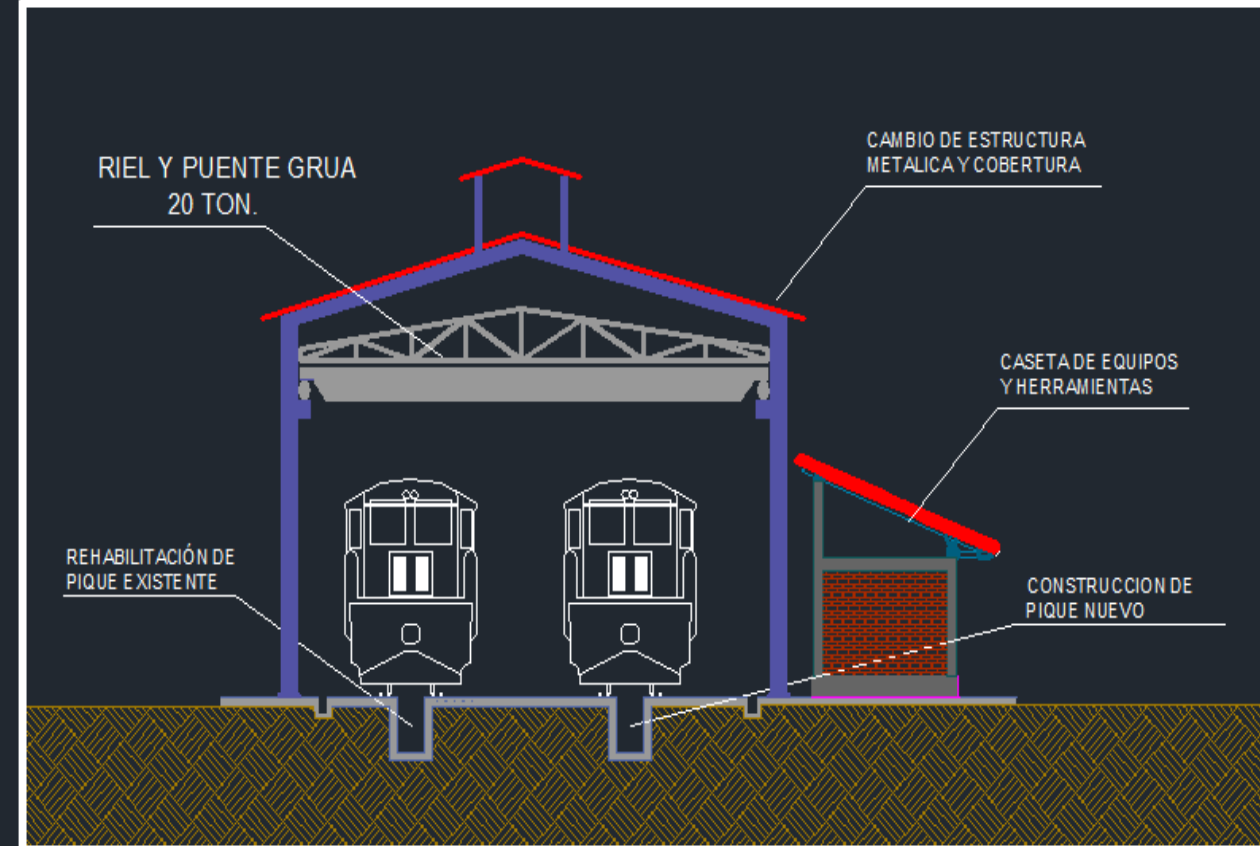 RIEL Y PUENTE GRUA
20 TON.
CAMBIO DE ESTRUCTURA
METALICA Y COBERTURA
CASETA DE EQUIPOS
Y HERRAMIENTAS
REHABILITACIÓN DE
PIQUE EXISTENTE
CONSTRUCCION DE
PIQUE NUEVO